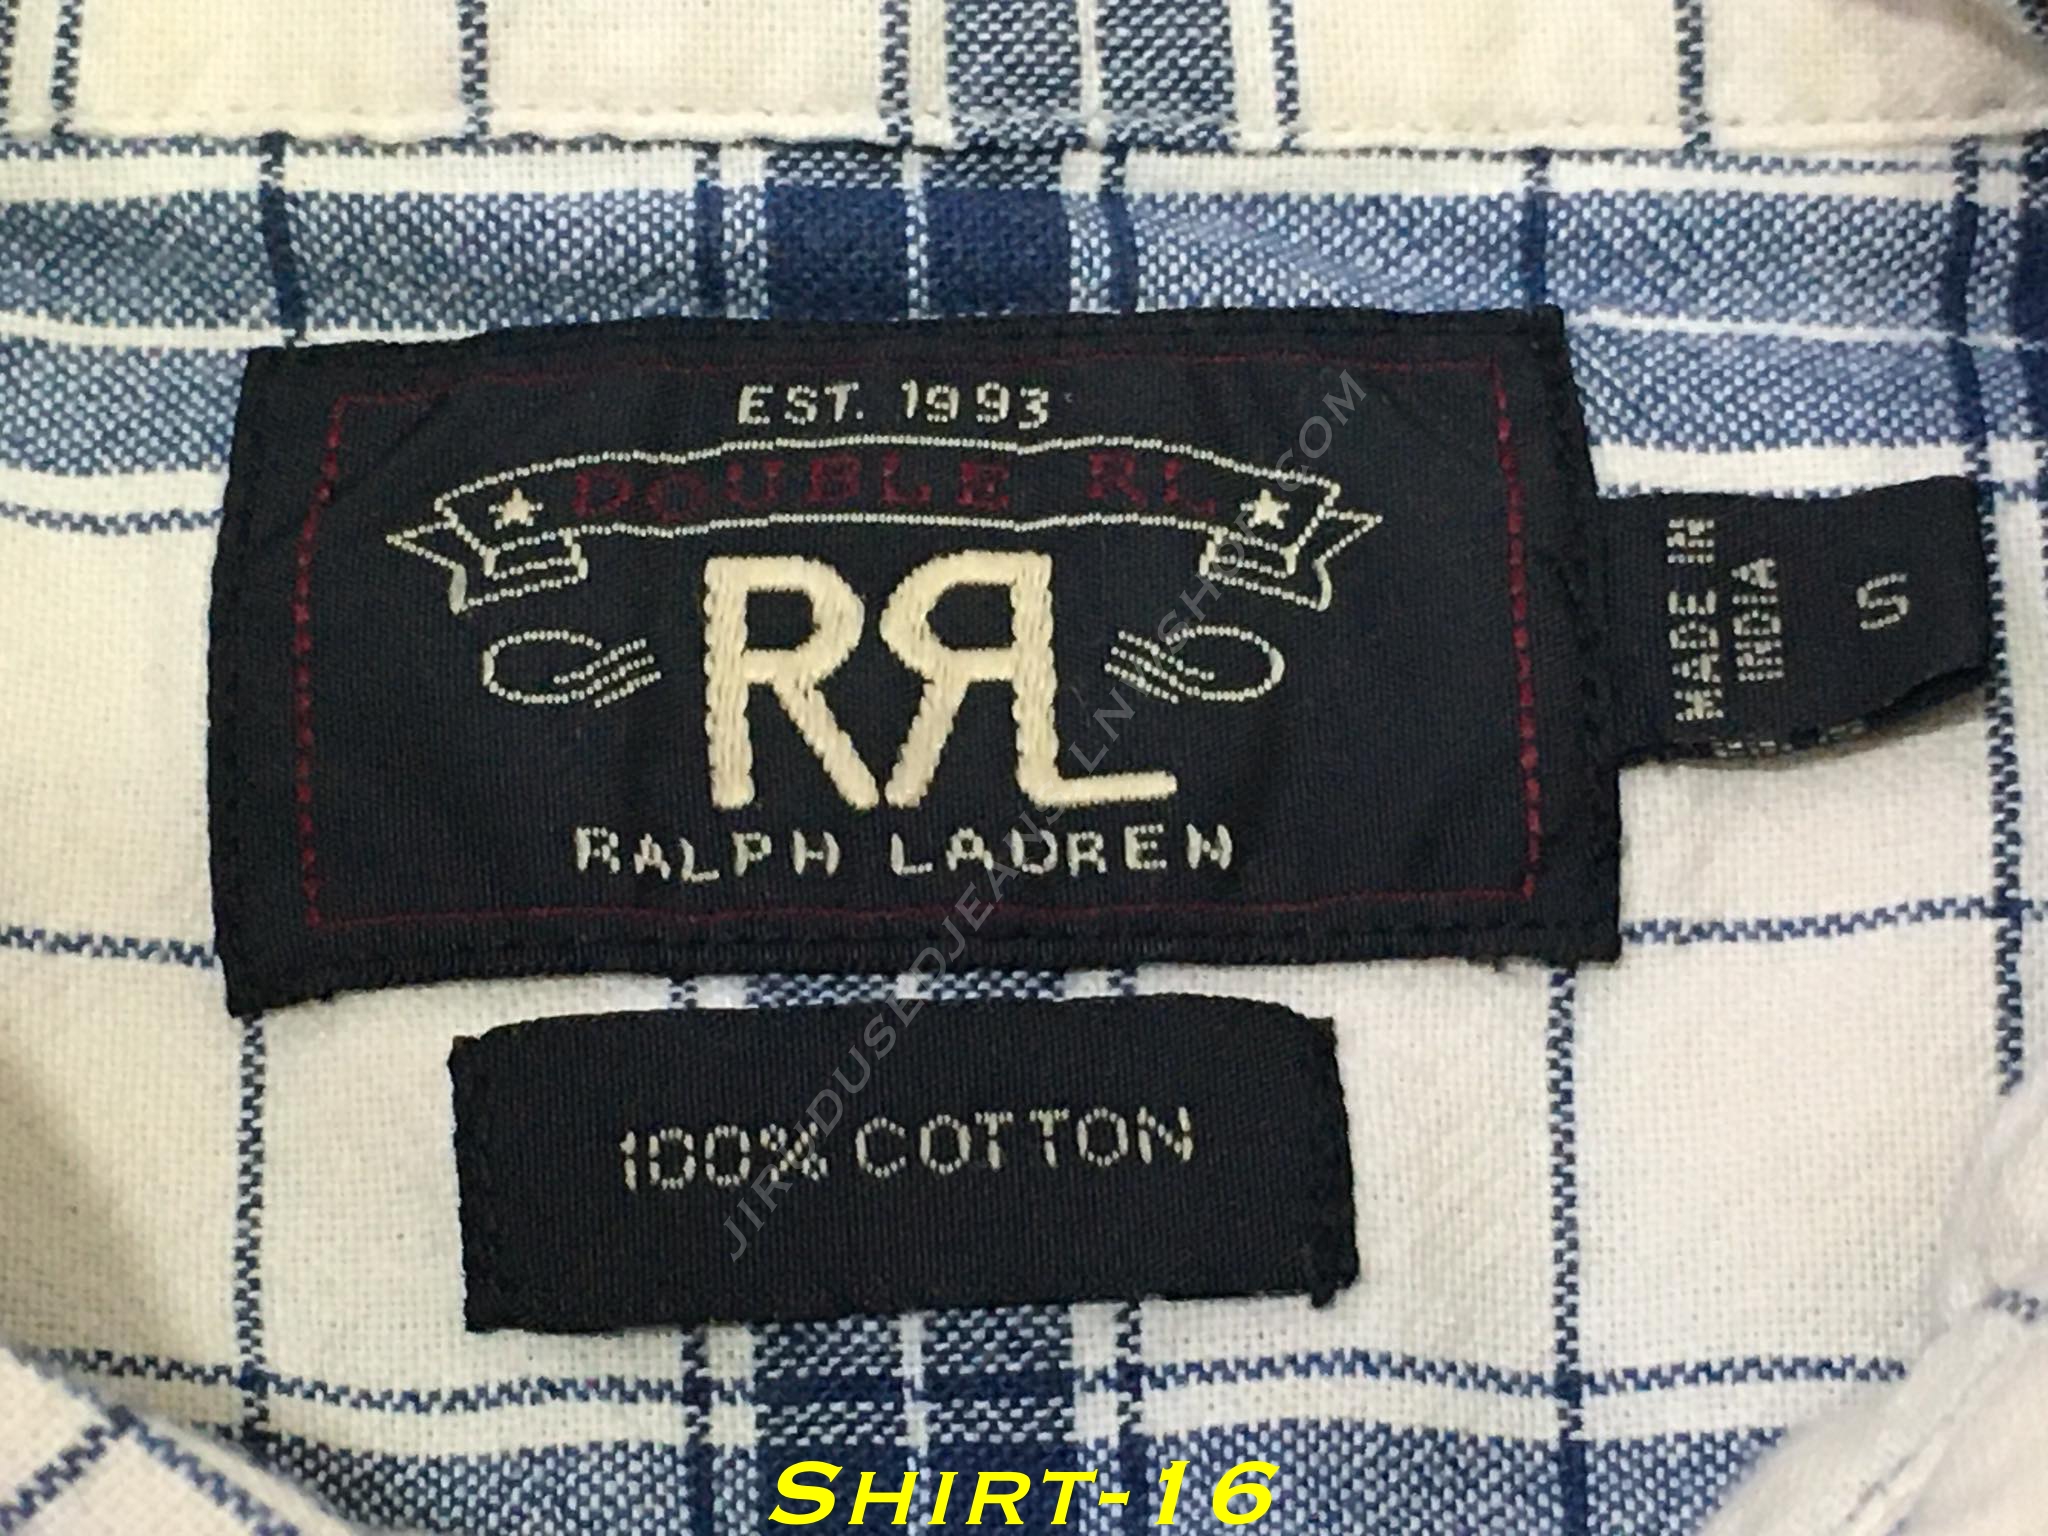 EST. 1993
DOUBLE RL
RRL
RALPH LAUREN
MADE IN
INDIA
S
100% COTTON
SHIRT-16